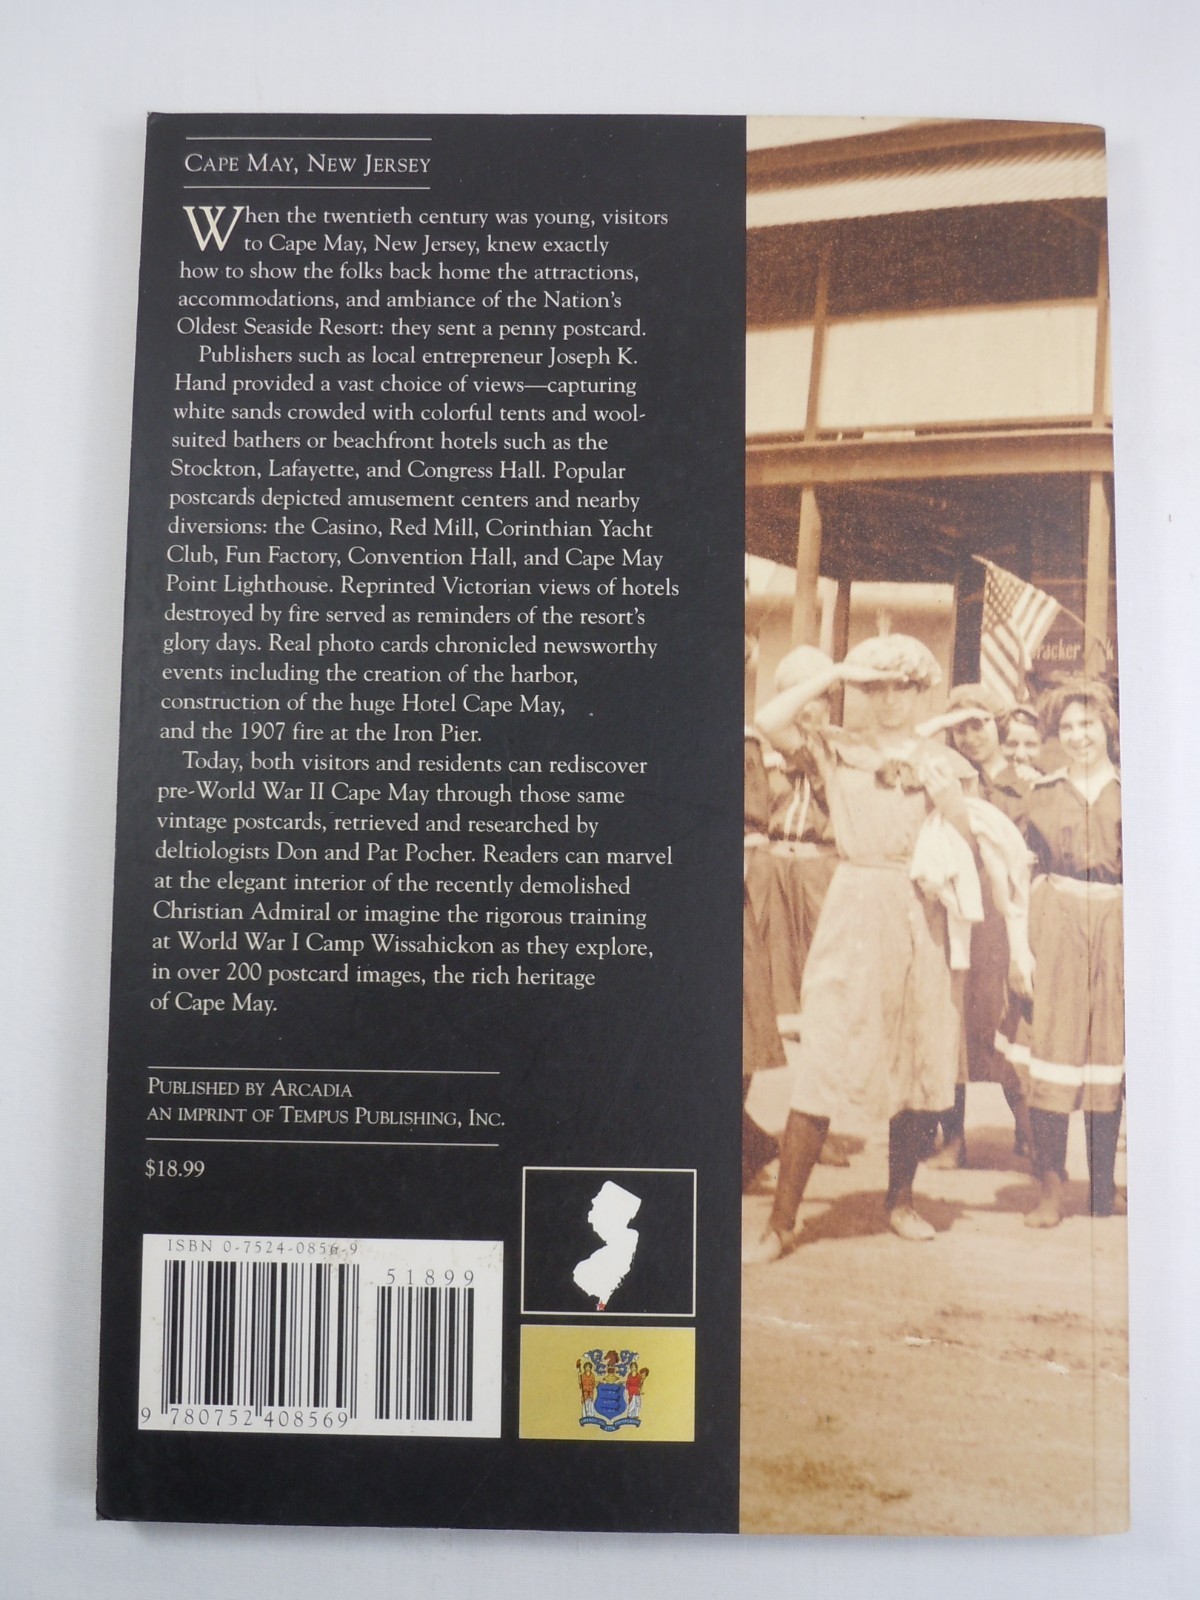 CAPE MAY, NEW JERSEY
When the twentieth century was young, visitors
to Cape May, New Jersey, knew exactly
how to show the folks back home the attractions,
accommodations, and ambiance of the Nation's
Oldest Seaside Resort: they sent a penny postcard.
Publishers such as local entrepreneur Joseph K.
Hand provided a vast choice of views—capturing
white sands crowded with colorful tents and wool-
suited bathers or beachfront hotels such as the
Stockton, Lafayette, and Congress Hall. Popular
postcards depicted amusement centers and nearby
diversions: the Casino, Red Mill, Corinthian Yacht
Club, Fun Factory, Convention Hall, and Cape May
Point Lighthouse. Reprinted Victorian views of hotels
destroyed by fire served as reminders of the resort's
glory days. Real photo cards chronicled newsworthy
events including the creation of the harbor,
construction of the huge Hotel Cape May,
and the 1907 fire at the Iron Pier.
Today, both visitors and residents can rediscover
pre-World War II Cape May through those same
vintage postcards, retrieved and researched by
deltiologists Don and Pat Pocher. Readers can marvel
at the elegant interior of the recently demolished
Christian Admiral or imagine the rigorous training
at World War I Camp Wissahickon as they explore,
in over 200 postcard images, the rich heritage
of Cape May.
PUBLISHED BY ARCADIA
AN IMPRINT OF TEMPUS PUBLISHING, INC.
$18.99
ISBN 0-7524-0856-9
51899
9 780752 408569